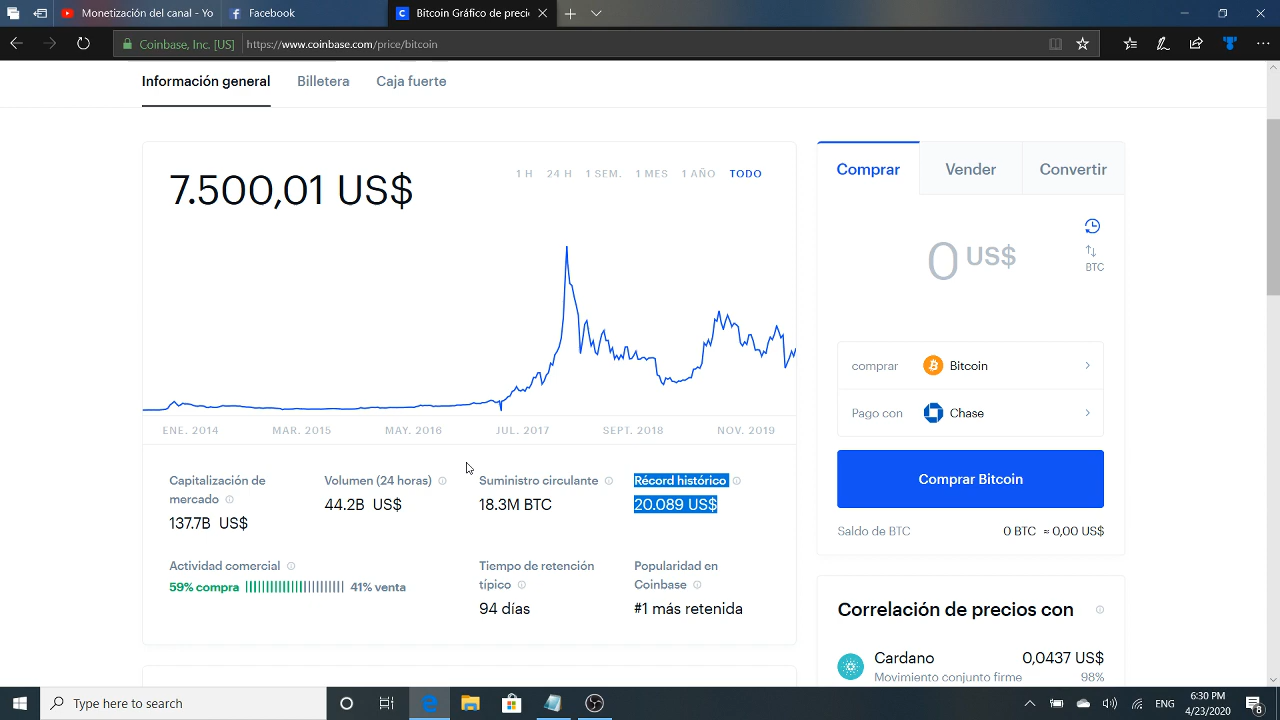 Monetización del canal - Yo
Facebook
Bitcoin Gráfico de preci
Coinbase, Inc. [US]
https://www.coinbase.com/price/bitcoin
Información general
Billetera
Caja fuerte
7.500,01 US$
1 H 24 H 1 SEM. 1 MES 1 AÑO TODO
ENE. 2014 MAR. 2015 MAY. 2016 JUL. 2017 SEPT. 2018 NOV. 2019
Capitalización de
mercado
137.7B US$
Volumen (24 horas)
44.2B US$
Suministro circulante
18.3M BTC
Récord histórico
20.089 US$
Actividad comercial
59% compra
41% venta
Tiempo de retención
típico
94 días
Popularidad en
Coinbase
#1 más retenida
Comprar
Vender
Convertir
0 US$
BTC
comprar
Bitcoin
Pago con
Chase
Comprar Bitcoin
Saldo de BTC
0 BTC ≈ 0,00 US$
Correlación de precios con
Cardano
0,0437 US$
Movimiento conjunto firme
98%
Type here to search
ENG
6:30 PM
4/23/2020
8